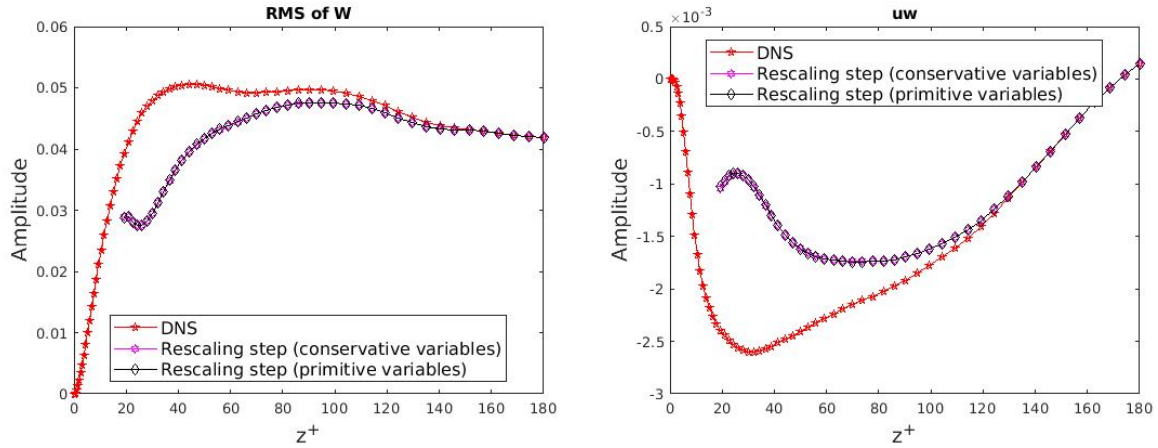 RMS of W
0.06
0.05
0.04
0.03
0.02
0.01
0
Amplitude
DNS
Rescaling step (conservative variables)
Rescaling step (primitive variables)
0 20 40 60 80 100 120 140 160 180
z+
uw
×10-3
0.5
0
-0.5
-1
-1.5
-2
-2.5
-3
Amplitude
DNS
Rescaling step (conservative variables)
Rescaling step (primitive variables)
0 20 40 60 80 100 120 140 160 180
z+